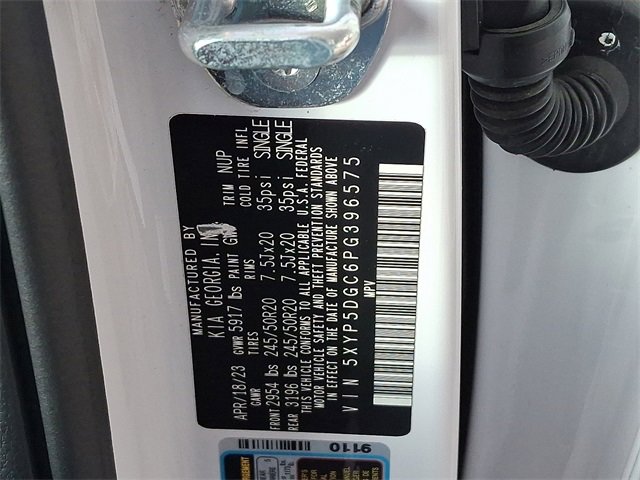 MANUFACTURED BY
KIA GEORGIA,
APR/18/23 GVWR 5917 lbs PAINT GW TRIM NUP
GAWR TIRES RIMS COLD TIRE INFL
FRONT 2954 lbs 245/50R20 7.5Jx20 35psi SINGLE
REAR 3196 lbs 245/50R20 7.5Jx20 35psi SINGLE
THIS VEHICLE CONFORMS TO ALL APPLICABLE U.S.A. FEDERAL
MOTOR VEHICLE SAFETY AND THEFT PREVENTION STANDARDS
IN EFFECT ON THE DATE OF MANUFACTURE SHOWN ABOVE
VIN 5XYP5DGC6PG396575
MPV
9110